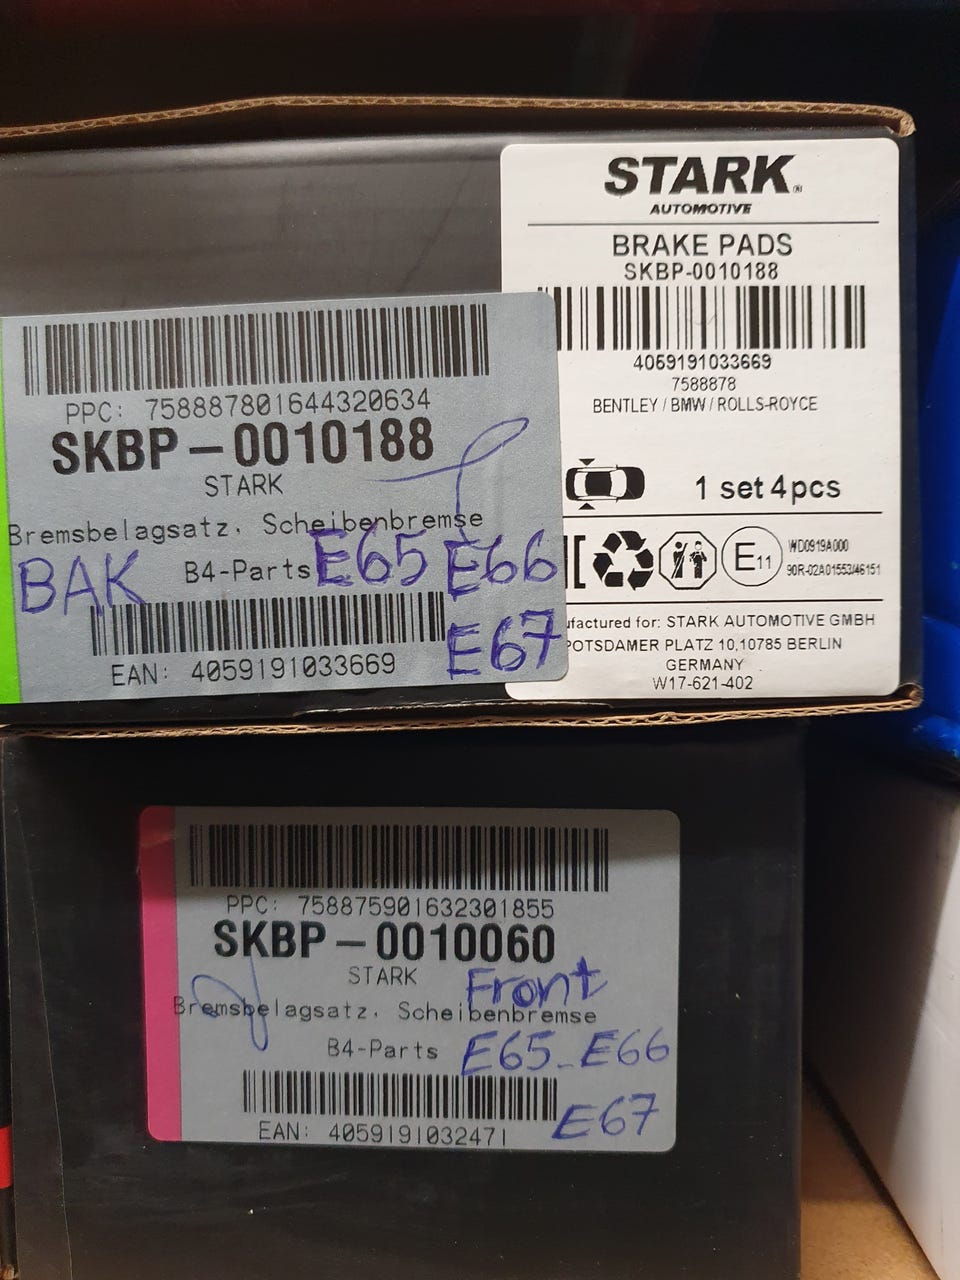 STARK
AUTOMOTIVE
BRAKE PADS
SKBP-0010188
4059191033669
7588878
BENTLEY / BMW / ROLLS-ROYCE
1 set 4pcs
E11
WD0919A000
90R-02A01553/46151
ufactured for: STARK AUTOMOTIVE GMBH
POTSDAMER PLATZ 10,10785 BERLIN
GERMANY
W17-621-402
PPC: 758887801644320634
SKBP-0010188
STARK
Bremsbelagsatz, Scheibenbremse
BAK B4-Parts E65 E66
E67
EAN: 4059191033669
PPC: 758875901632301855
SKBP-0010060
STARK
Front
Bremsbelagsatz, Scheibenbremse
B4-Parts E65-E66
E67
EAN: 4059191032471